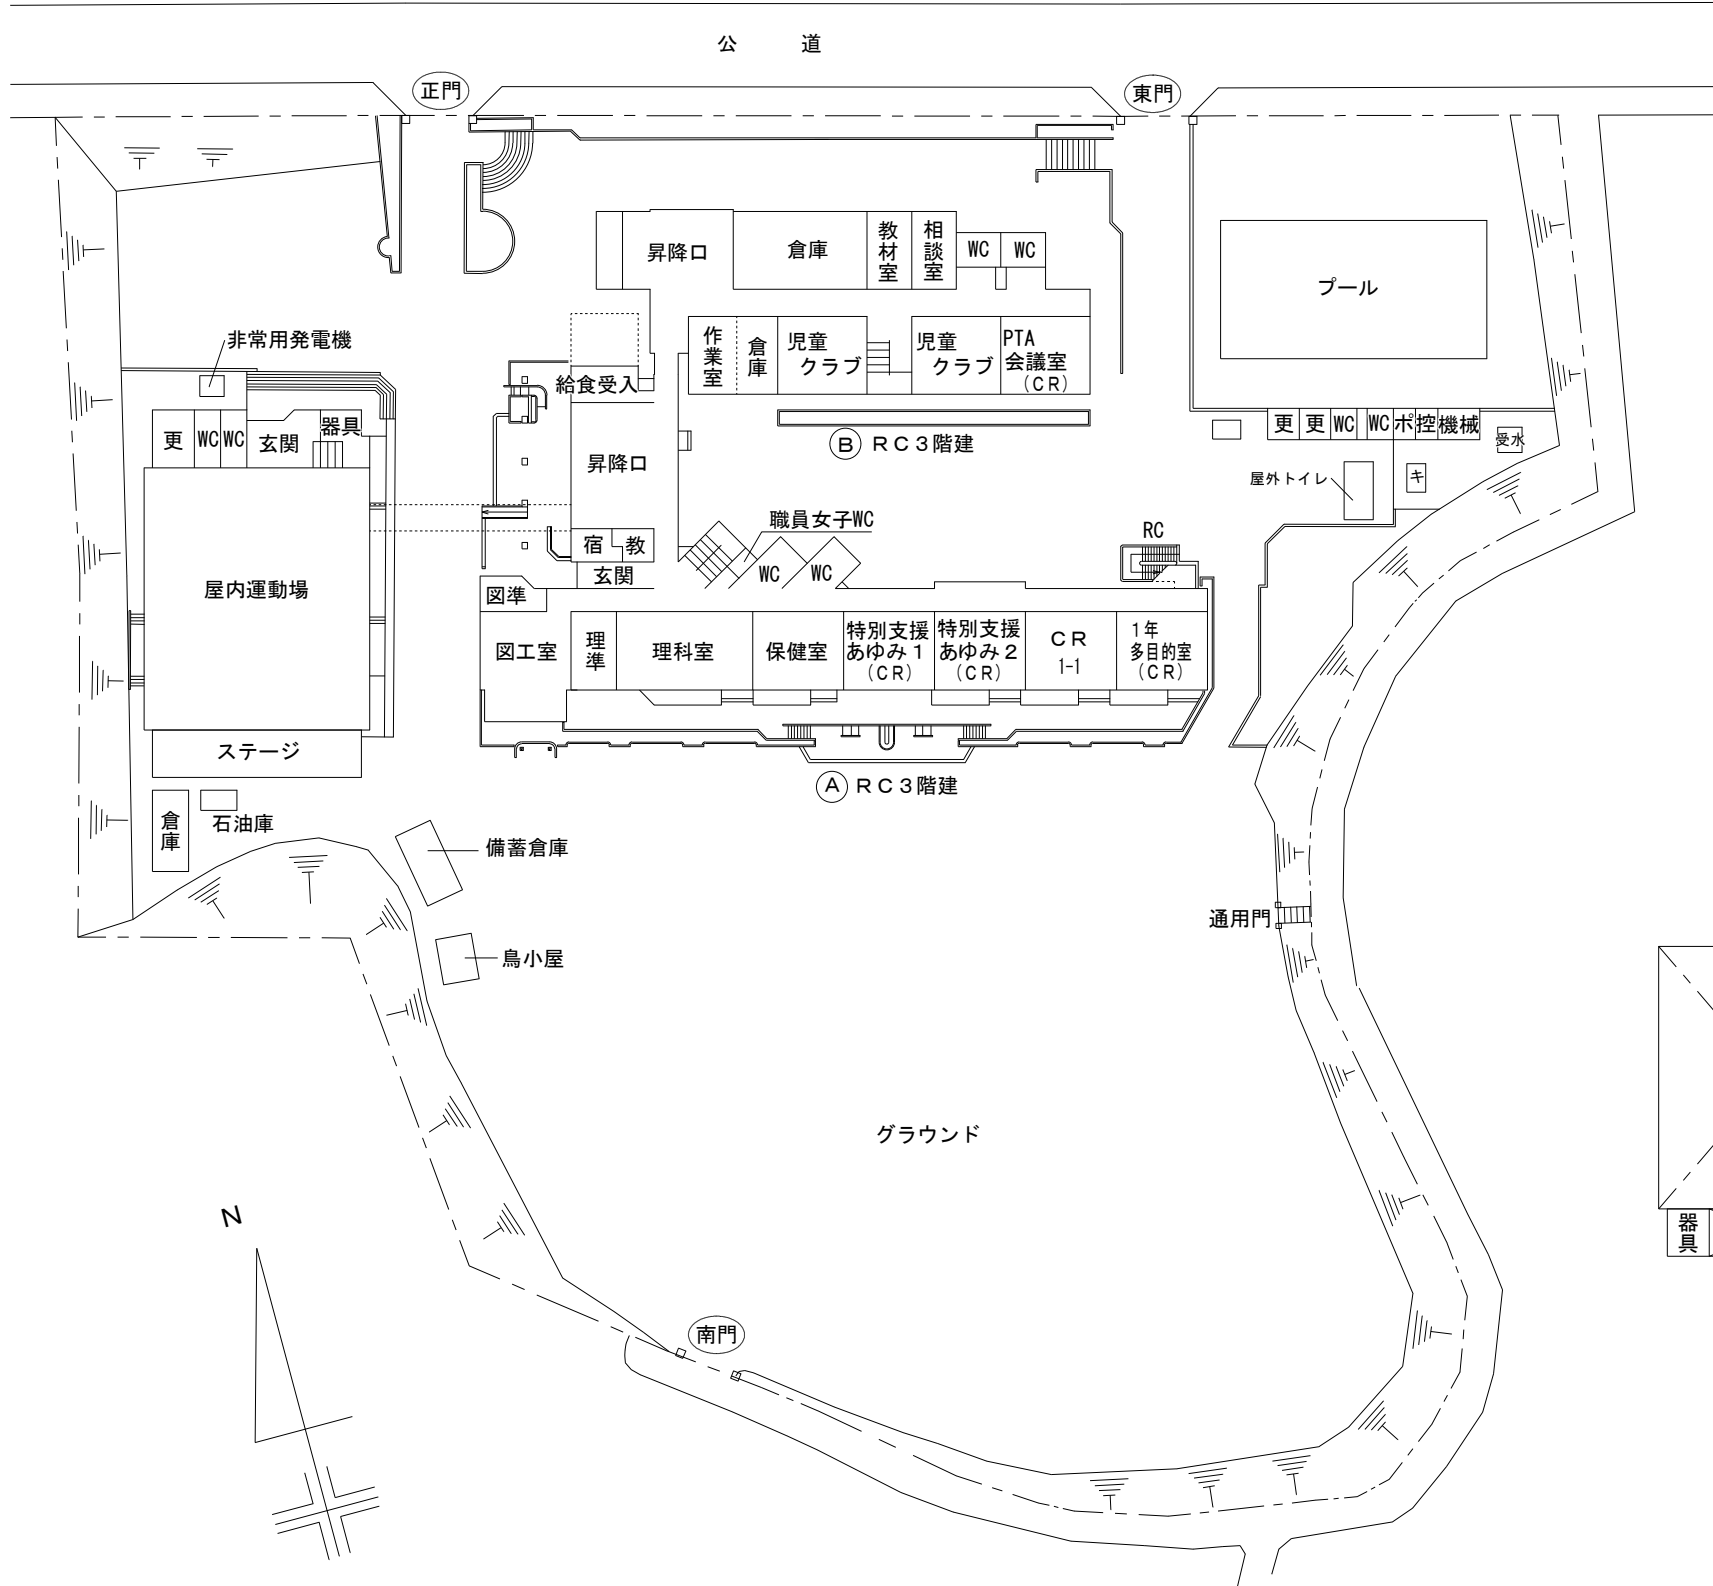 公　道
正門
東門
昇降口
倉庫
教材室
相談室
WC
WC
プール
非常用発電機
作業室
倉庫
児童
クラブ
児童
クラブ
PTA
会議室
(CR)
給食受入
更
WC
WC
玄関
器具
昇降口
Ⓑ RC3階建
更
更
WC
WC
ポ
控
機械
受水
屋外トイレ
キ
職員女子WC
RC
宿
教
玄関
WC
WC
屋内運動場
図準
図工室
理準
理科室
保健室
特別支援
あゆみ1
(CR)
特別支援
あゆみ2
(CR)
CR
1-1
1年
多目的室
(CR)
ステージ
Ⓐ RC3階建
倉庫
石油庫
備蓄倉庫
通用門
鳥小屋
グラウンド
N
器具
南門